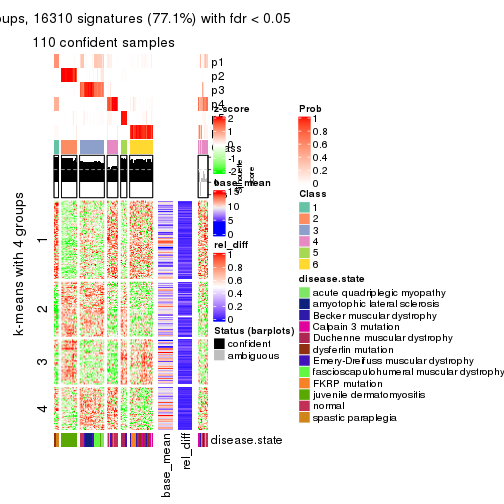 oups, 16310 signatures (77.1%) with fdr < 0.05
110 confident samples
p1
p2
p3
p4
z-score
2
1
0
-1
-2
Silhouette
score
base_mean
15
10
5
0
rel_diff
1
0.8
0.6
0.4
0.2
0
Status (barplots)
confident
ambiguous
Prob
1
0.8
0.6
0.4
0.2
0
Class
1
2
3
4
5
6
disease.state
acute quadriplegic myopathy
amyotophic lateral sclerosis
Becker muscular dystrophy
Calpain 3 mutation
Duchenne muscular dystrophy
dysferlin mutation
Emery-Dreifuss muscular dystrophy
fascioscapulohumeral muscular dystrophy
FKRP mutation
juvenile dermatomyositis
normal
spastic paraplegia
k-means with 4 groups
1
2
3
4
base_mean
rel_diff
disease.state